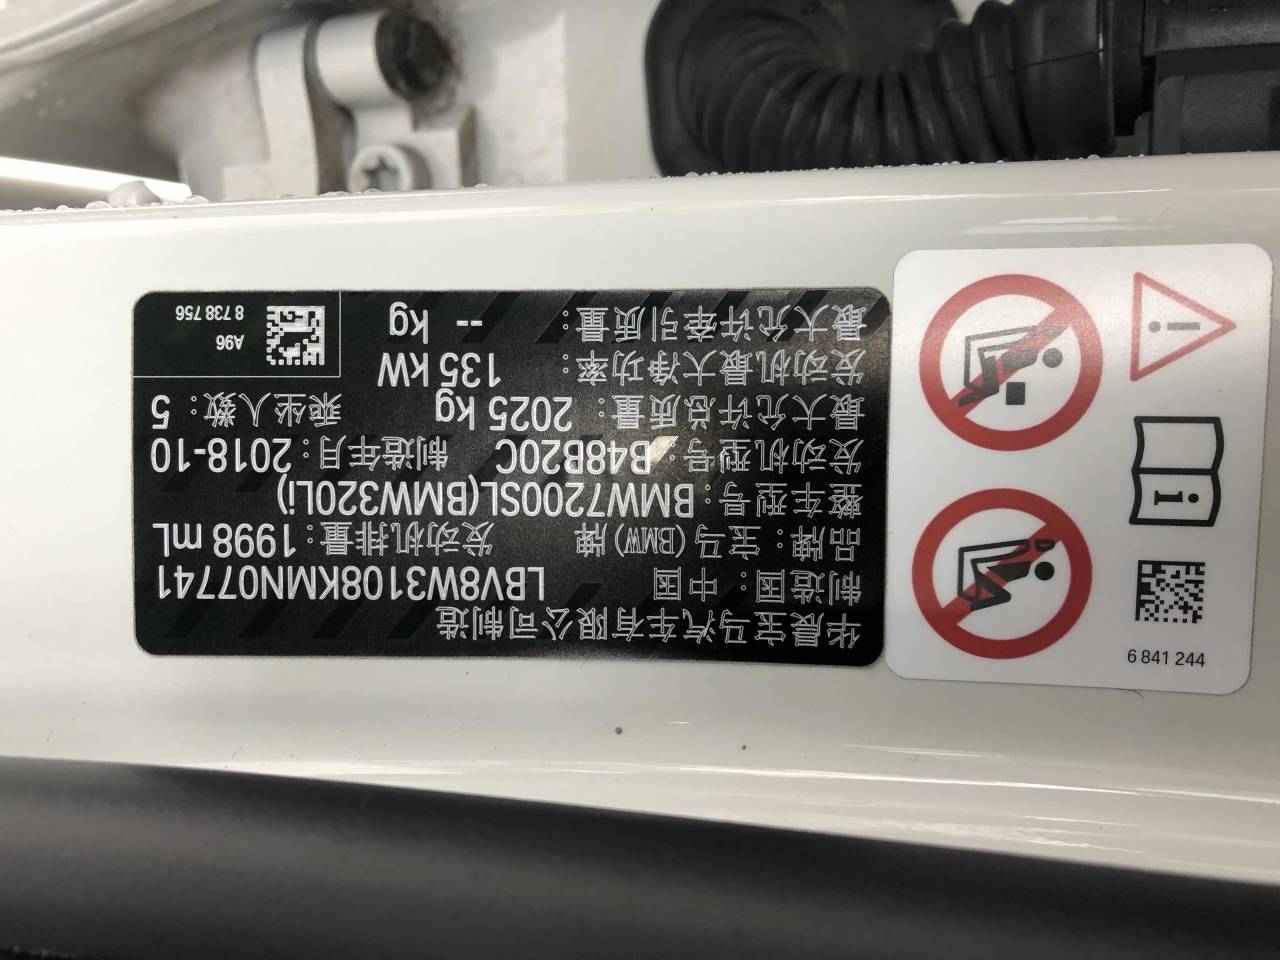 华晨宝马汽车有限公司制造
制造国：中国 LBV8W3108KMN07741
品牌：宝马(BMW)牌 发动机排量：1998 mL
整车型号：BMW7200SL(BMW320Li)
发动机型号：B48B20C 制造年月：2018-10
最大允许总质量：2025 kg 乘坐人数：5
发动机最大净功率：135 kW
最大允许牵引质量：-- kg
A96
8 738 756
6 841 244